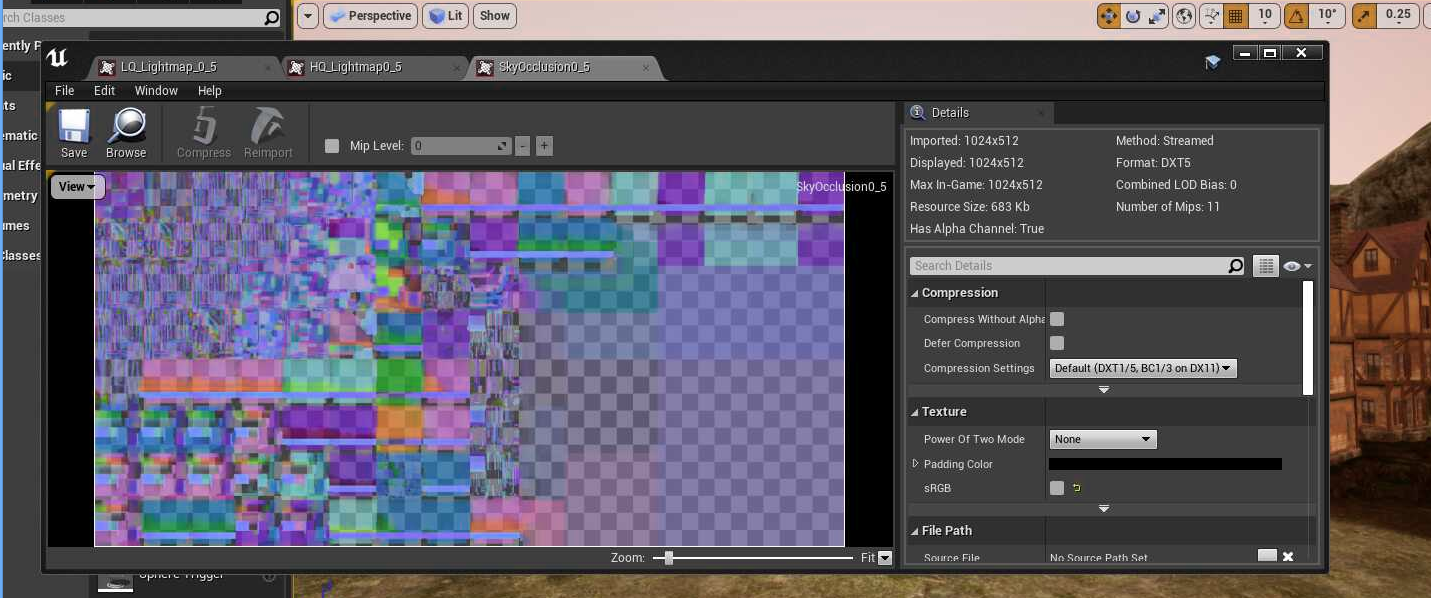 rch Classes
Perspective
Lit
Show
10
10°
0.25
ently P
ic
ts
ematic
ual Effe
metry
umes
Classes
LQ_Lightmap_0_5
HQ_Lightmap0_5
SkyOcclusion0_5
File
Edit
Window
Help
Save
Browse
Compress
Reimport
Mip Level:
0
-
+
View
SkyOcclusion0_5
Zoom:
Fit
Details
Imported: 1024x512
Method: Streamed
Displayed: 1024x512
Format: DXT5
Max In-Game: 1024x512
Combined LOD Bias: 0
Resource Size: 683 Kb
Number of Mips: 11
Has Alpha Channel: True
Search Details
Compression
Compress Without Alpha
Defer Compression
Compression Settings
Default (DXT1/5, BC1/3 on DX11)
Texture
Power Of Two Mode
None
Padding Color
sRGB
File Path
Source File
No Source Path Set
Sphere Trigger